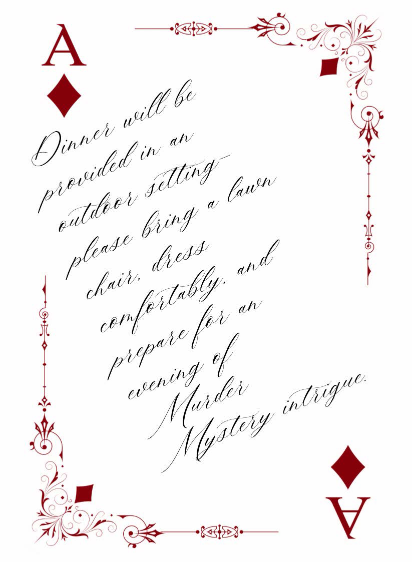 A
Dinner will be
provided in an
outdoor setting-
please bring a lawn
chair, dress
comfortably, and
prepare for an
evening of
Murder
Mystery intrigue.
A